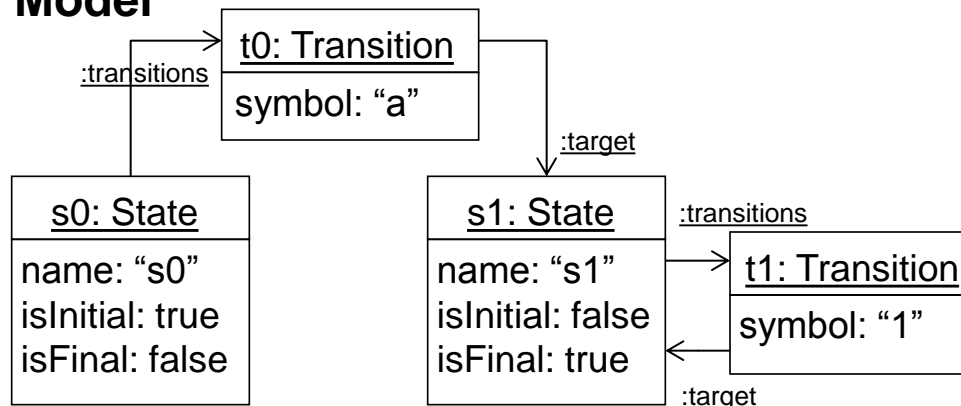 Model
t0: Transition
:transitions
symbol: “a”
:target
s0: State
name: “s0”
isInitial: true
isFinal: false
s1: State
name: “s1”
isInitial: false
isFinal: true
:transitions
t1: Transition
symbol: “1”
:target